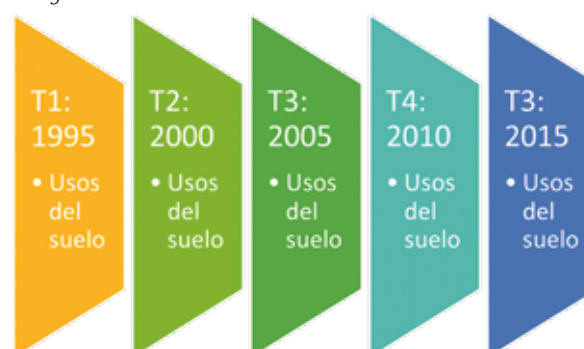 T1:
1995
• Usos
del
suelo
T2:
2000
• Usos
del
suelo
T3:
2005
• Usos
del
suelo
T4:
2010
• Usos
del
suelo
T3:
2015
• Usos
del
suelo